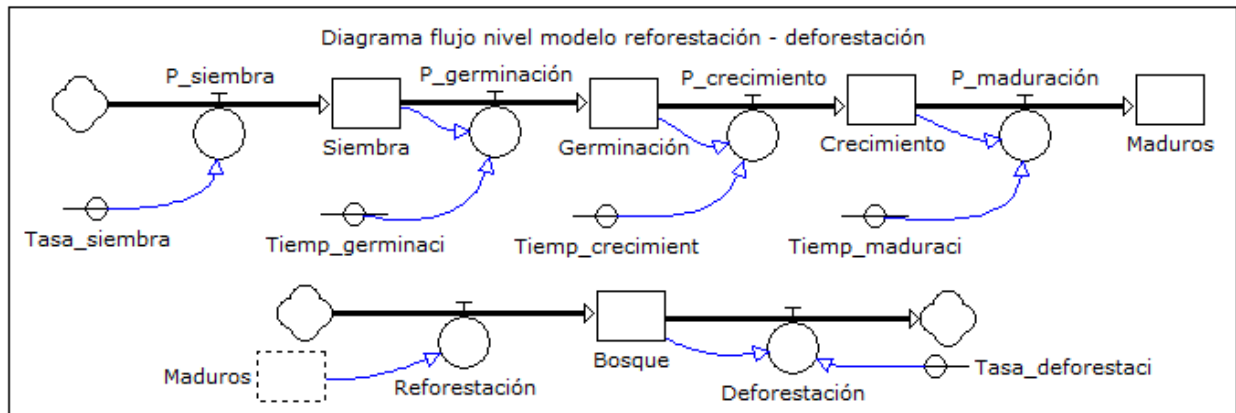 Diagrama flujo nivel modelo reforestación - deforestación
P_siembra
P_germinación
P_crecimiento
P_maduración
Siembra
Germinación
Crecimiento
Maduros
Tasa_siembra
Tiemp_germinaci
Tiemp_crecimient
Tiemp_maduraci
Maduros
Reforestación
Bosque
Deforestación
Tasa_deforestaci